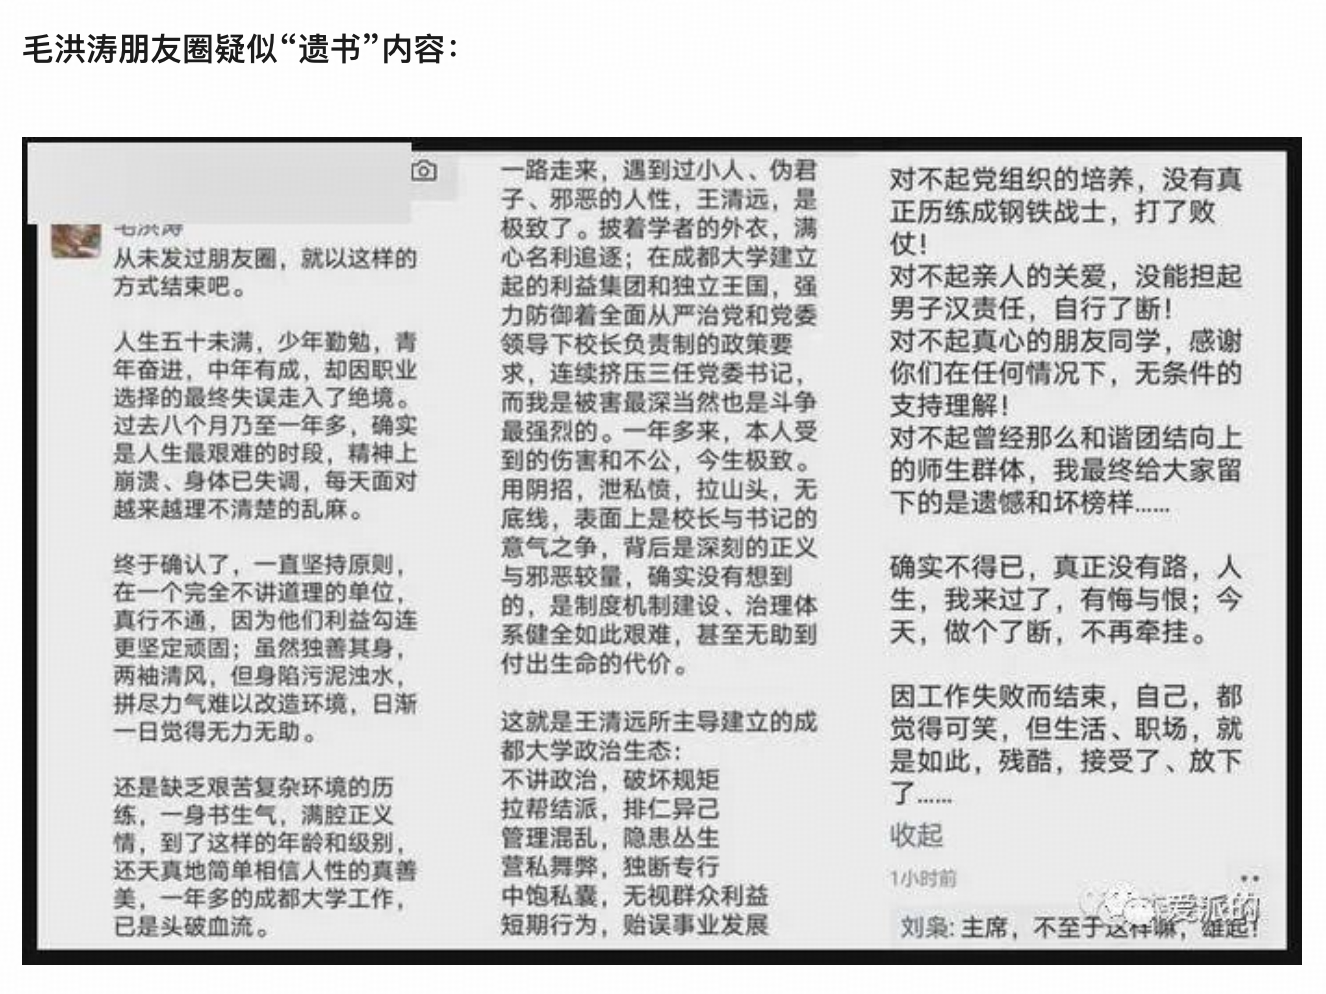 毛洪涛朋友圈疑似“遗书”内容：
毛洪涛
从未发过朋友圈，就以这样的
方式结束吧。
人生五十未满，少年勤勉，青
年奋进，中年有成，却因职业
选择的最终失误走入了绝境。
过去八个月乃至一年多，确实
是人生最艰难的时段，精神上
崩溃、身体已失调，每天面对
越来越理不清楚的乱麻。
终于确认了，一直坚持原则，
在一个完全不讲道理的单位，
真行不通，因为他们利益勾连
更坚定顽固；虽然独善其身，
两袖清风，但身陷污泥浊水，
拼尽力气难以改造环境，日渐
一日觉得无力无助。
还是缺乏艰苦复杂环境的历
练，一身书生气，满腔正义
情，到了这样的年龄和级别，
还天真地简单相信人性的真善
美，一年多的成都大学工作，
已是头破血流。
一路走来，遇到过小人、伪君
子、邪恶的人性，王清远，是
极致了。披着学者的外衣，满
心名利追逐；在成都大学建立
起的利益集团和独立王国，强
力防御着全面从严治党和党委
领导下校长负责制的政策要
求，连续挤压三任党委书记，
而我是被害最深当然也是斗争
最强烈的。一年多来，本人受
到的伤害和不公，今生极致。
用阴招，泄私愤，拉山头，无
底线，表面上是校长与书记的
意气之争，背后是深刻的正义
与邪恶较量，确实没有想到
的，是制度机制建设、治理体
系健全如此艰难，甚至无助到
付出生命的代价。
这就是王清远所主导建立的成
都大学政治生态：
不讲政治，破坏规矩
拉帮结派，排仁异己
管理混乱，隐患丛生
营私舞弊，独断专行
中饱私囊，无视群众利益
短期行为，贻误事业发展
对不起党组织的培养，没有真
正历练成钢铁战士，打了败
仗！
对不起亲人的关爱，没能担起
男子汉责任，自行了断！
对不起真心的朋友同学，感谢
你们在任何情况下，无条件的
支持理解！
对不起曾经那么和谐团结向上
的师生群体，我最终给大家留
下的是遗憾和坏榜样……
确实不得已，真正没有路，人
生，我来过了，有悔与恨；今
天，做个了断，不再牵挂。
因工作失败而结束，自己，都
觉得可笑，但生活、职场，就
是如此，残酷，接受了、放下
了……
收起
1小时前
爱派的
刘枭：主席，不至于这样嘛，雄起！